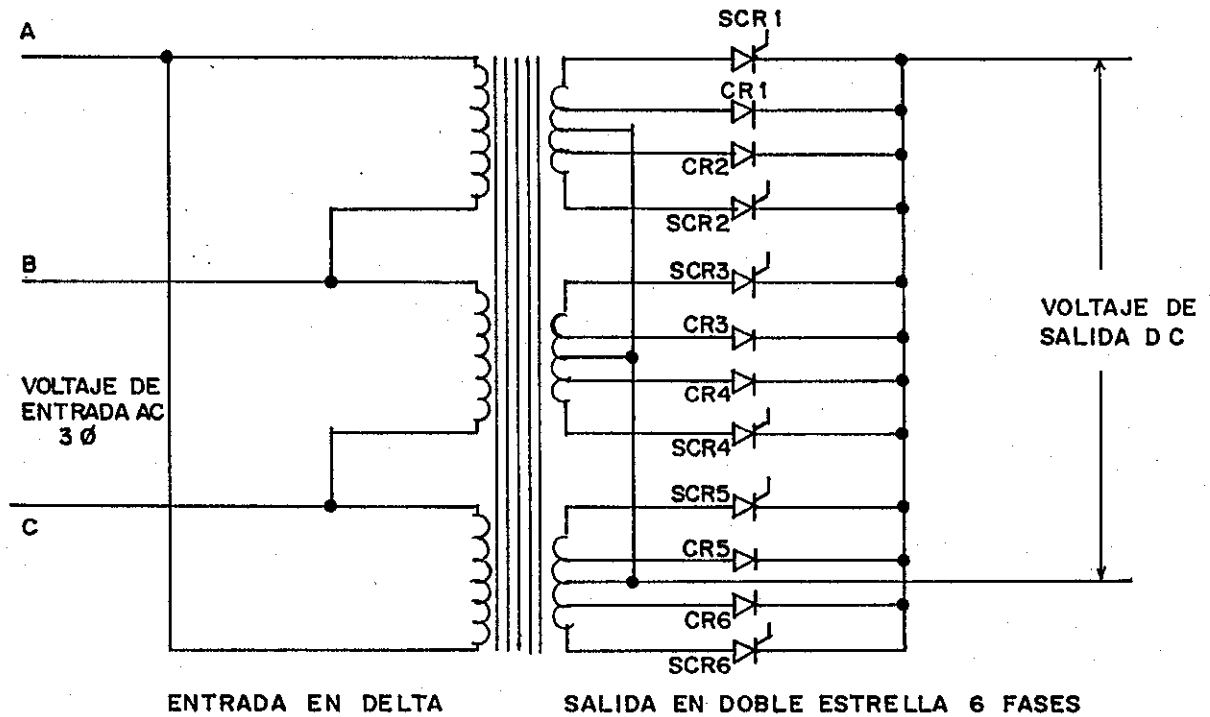 A
SCR1
CR1
CR2
SCR2
B
SCR3
CR3
VOLTAJE DE
SALIDA DC
VOLTAJE DE
ENTRADA AC
3 Ø
CR4
SCR4
C
SCR5
CR5
CR6
SCR6
ENTRADA EN DELTA
SALIDA EN DOBLE ESTRELLA 6 FASES